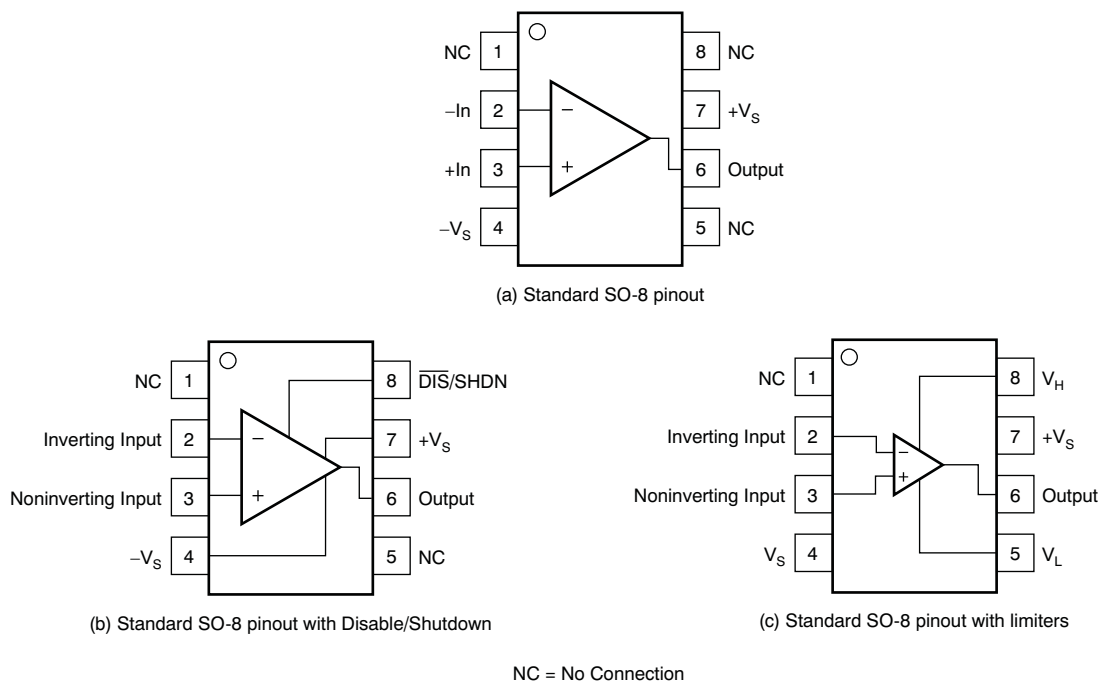 NC 1 8 NC
–In 2 – 7 +VS
+In 3 + 6 Output
–VS 4 5 NC
(a) Standard SO-8 pinout
NC 1 8 D̅I̅S̅/SHDN
Inverting Input 2 – 7 +VS
Noninverting Input 3 + 6 Output
–VS 4 5 NC
(b) Standard SO-8 pinout with Disable/Shutdown
NC 1 8 VH
Inverting Input 2 – 7 +VS
Noninverting Input 3 + 6 Output
VS 4 5 VL
(c) Standard SO-8 pinout with limiters
NC = No Connection